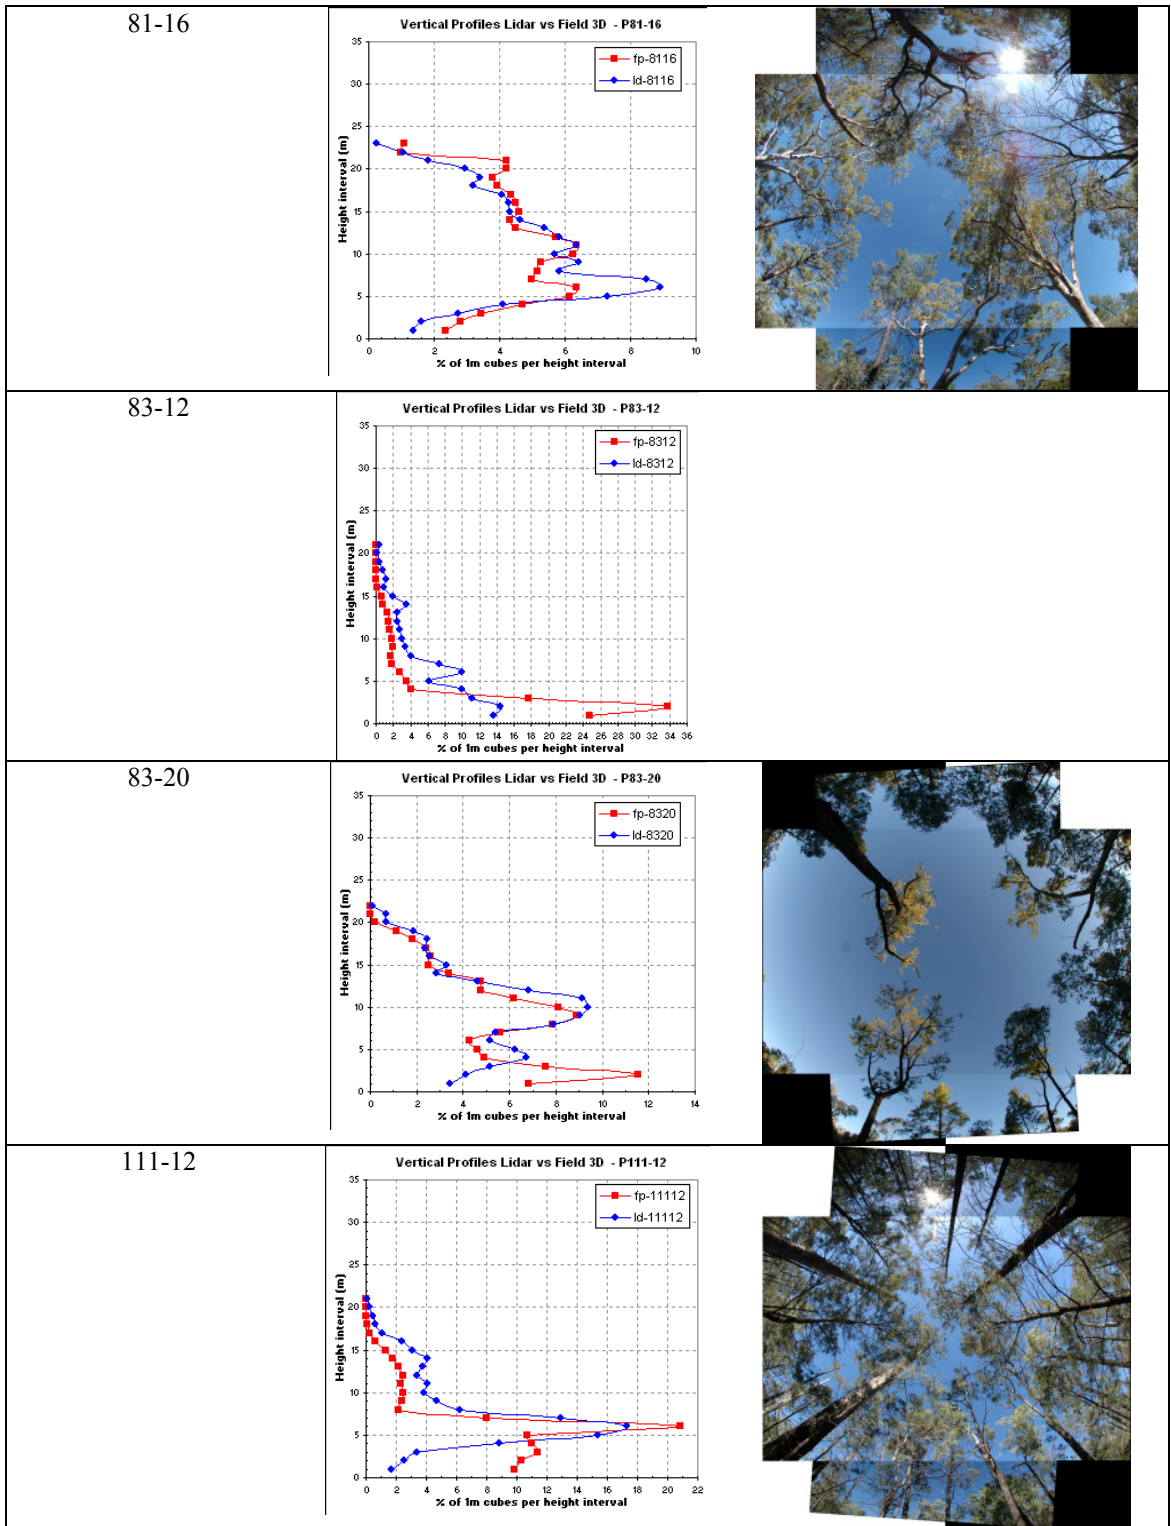 81-16
Vertical Profiles Lidar vs Field 3D - P81-16
35
30
25
20
15
10
5
0
Height interval (m)
fp-8116
ld-8116
0 2 4 6 8 10
% of 1m cubes per height interval
83-12
Vertical Profiles Lidar vs Field 3D - P83-12
35
30
25
20
15
10
5
0
Height interval (m)
fp-8312
ld-8312
0 2 4 6 8 10 12 14 16 18 20 22 24 26 28 30 32 34 36
% of 1m cubes per height interval
83-20
Vertical Profiles Lidar vs Field 3D - P83-20
35
30
25
20
15
10
5
0
Height interval (m)
fp-8320
ld-8320
0 2 4 6 8 10 12 14
% of 1m cubes per height interval
111-12
Vertical Profiles Lidar vs Field 3D - P111-12
35
30
25
20
15
10
5
0
Height interval (m)
fp-11112
ld-11112
0 2 4 6 8 10 12 14 16 18 20 22
% of 1m cubes per height interval